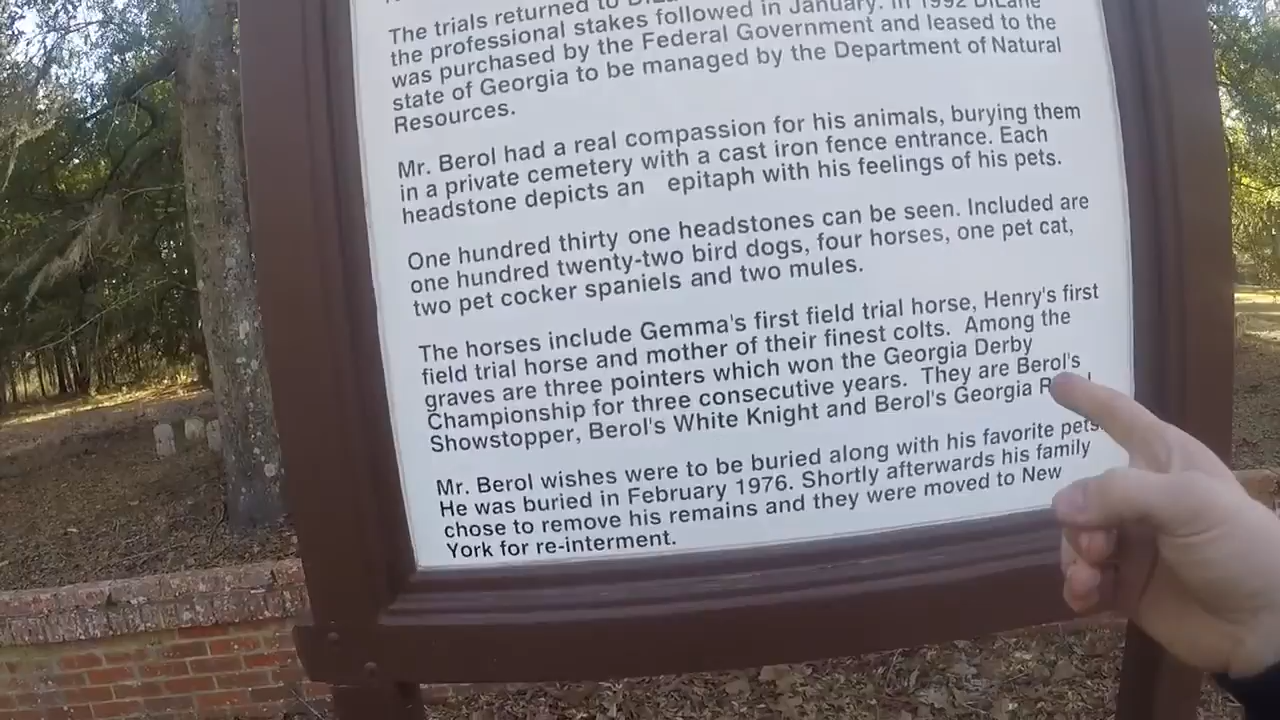 The trials returned to
the professional stakes followed in January. In 1992 DiLane
was purchased by the Federal Government and leased to the
state of Georgia to be managed by the Department of Natural
Resources.
Mr. Berol had a real compassion for his animals, burying them
in a private cemetery with a cast iron fence entrance. Each
headstone depicts an epitaph with his feelings of his pets.
One hundred thirty one headstones can be seen. Included are
one hundred twenty-two bird dogs, four horses, one pet cat,
two pet cocker spaniels and two mules.
The horses include Gemma's first field trial horse, Henry's first
field trial horse and mother of their finest colts. Among the
graves are three pointers which won the Georgia Derby
Championship for three consecutive years. They are Berol's
Showstopper, Berol's White Knight and Berol's Georgia
Mr. Berol wishes were to be buried along with his favorite pets.
He was buried in February 1976. Shortly afterwards his family
chose to remove his remains and they were moved to New
York for re-interment.